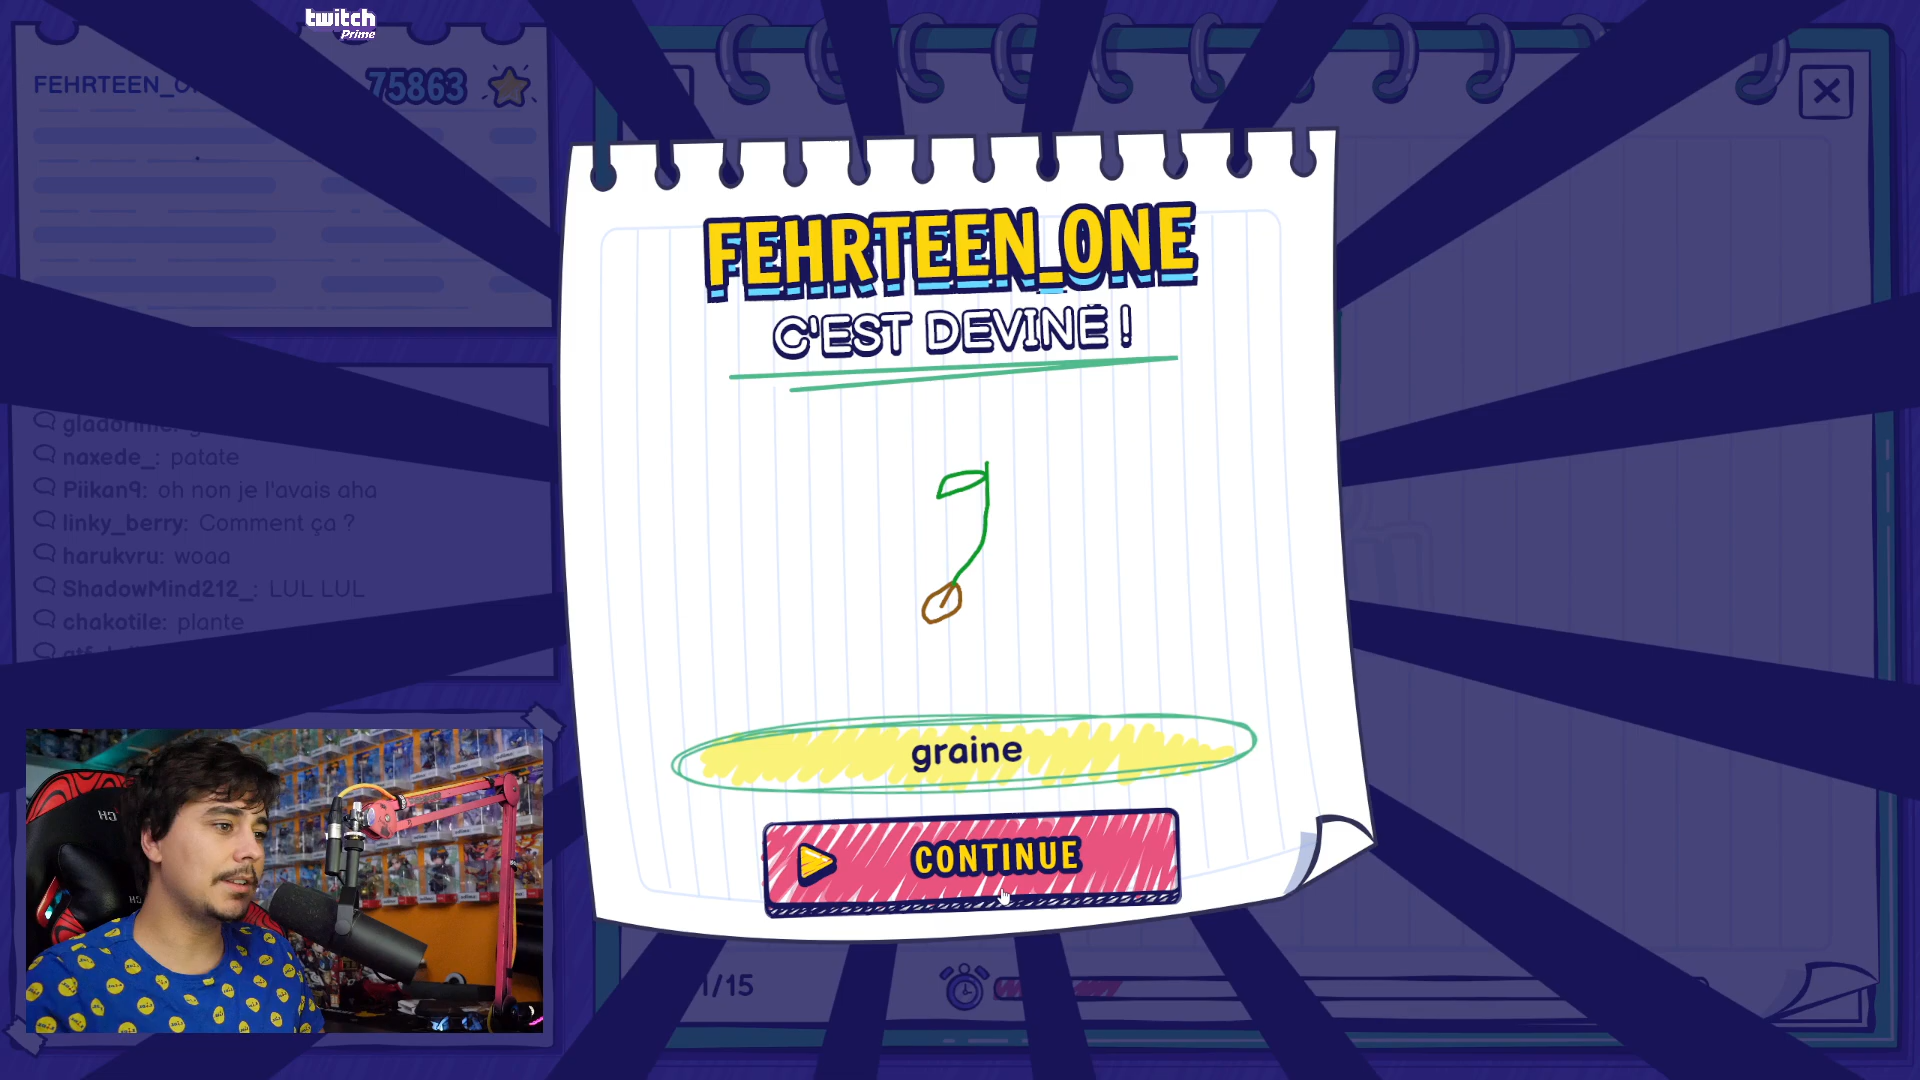 twitch
Prime
75863
FEHRTEEN_ONE
C'EST DEVINÉ !
naxede_: patate
Piikan9: oh non je l'avais aha
linky_berry: Comment ça ?
harukvru: woaa
ShadowMind212_: LUL LUL
chakotile: plante
graine
CONTINUE
1/15